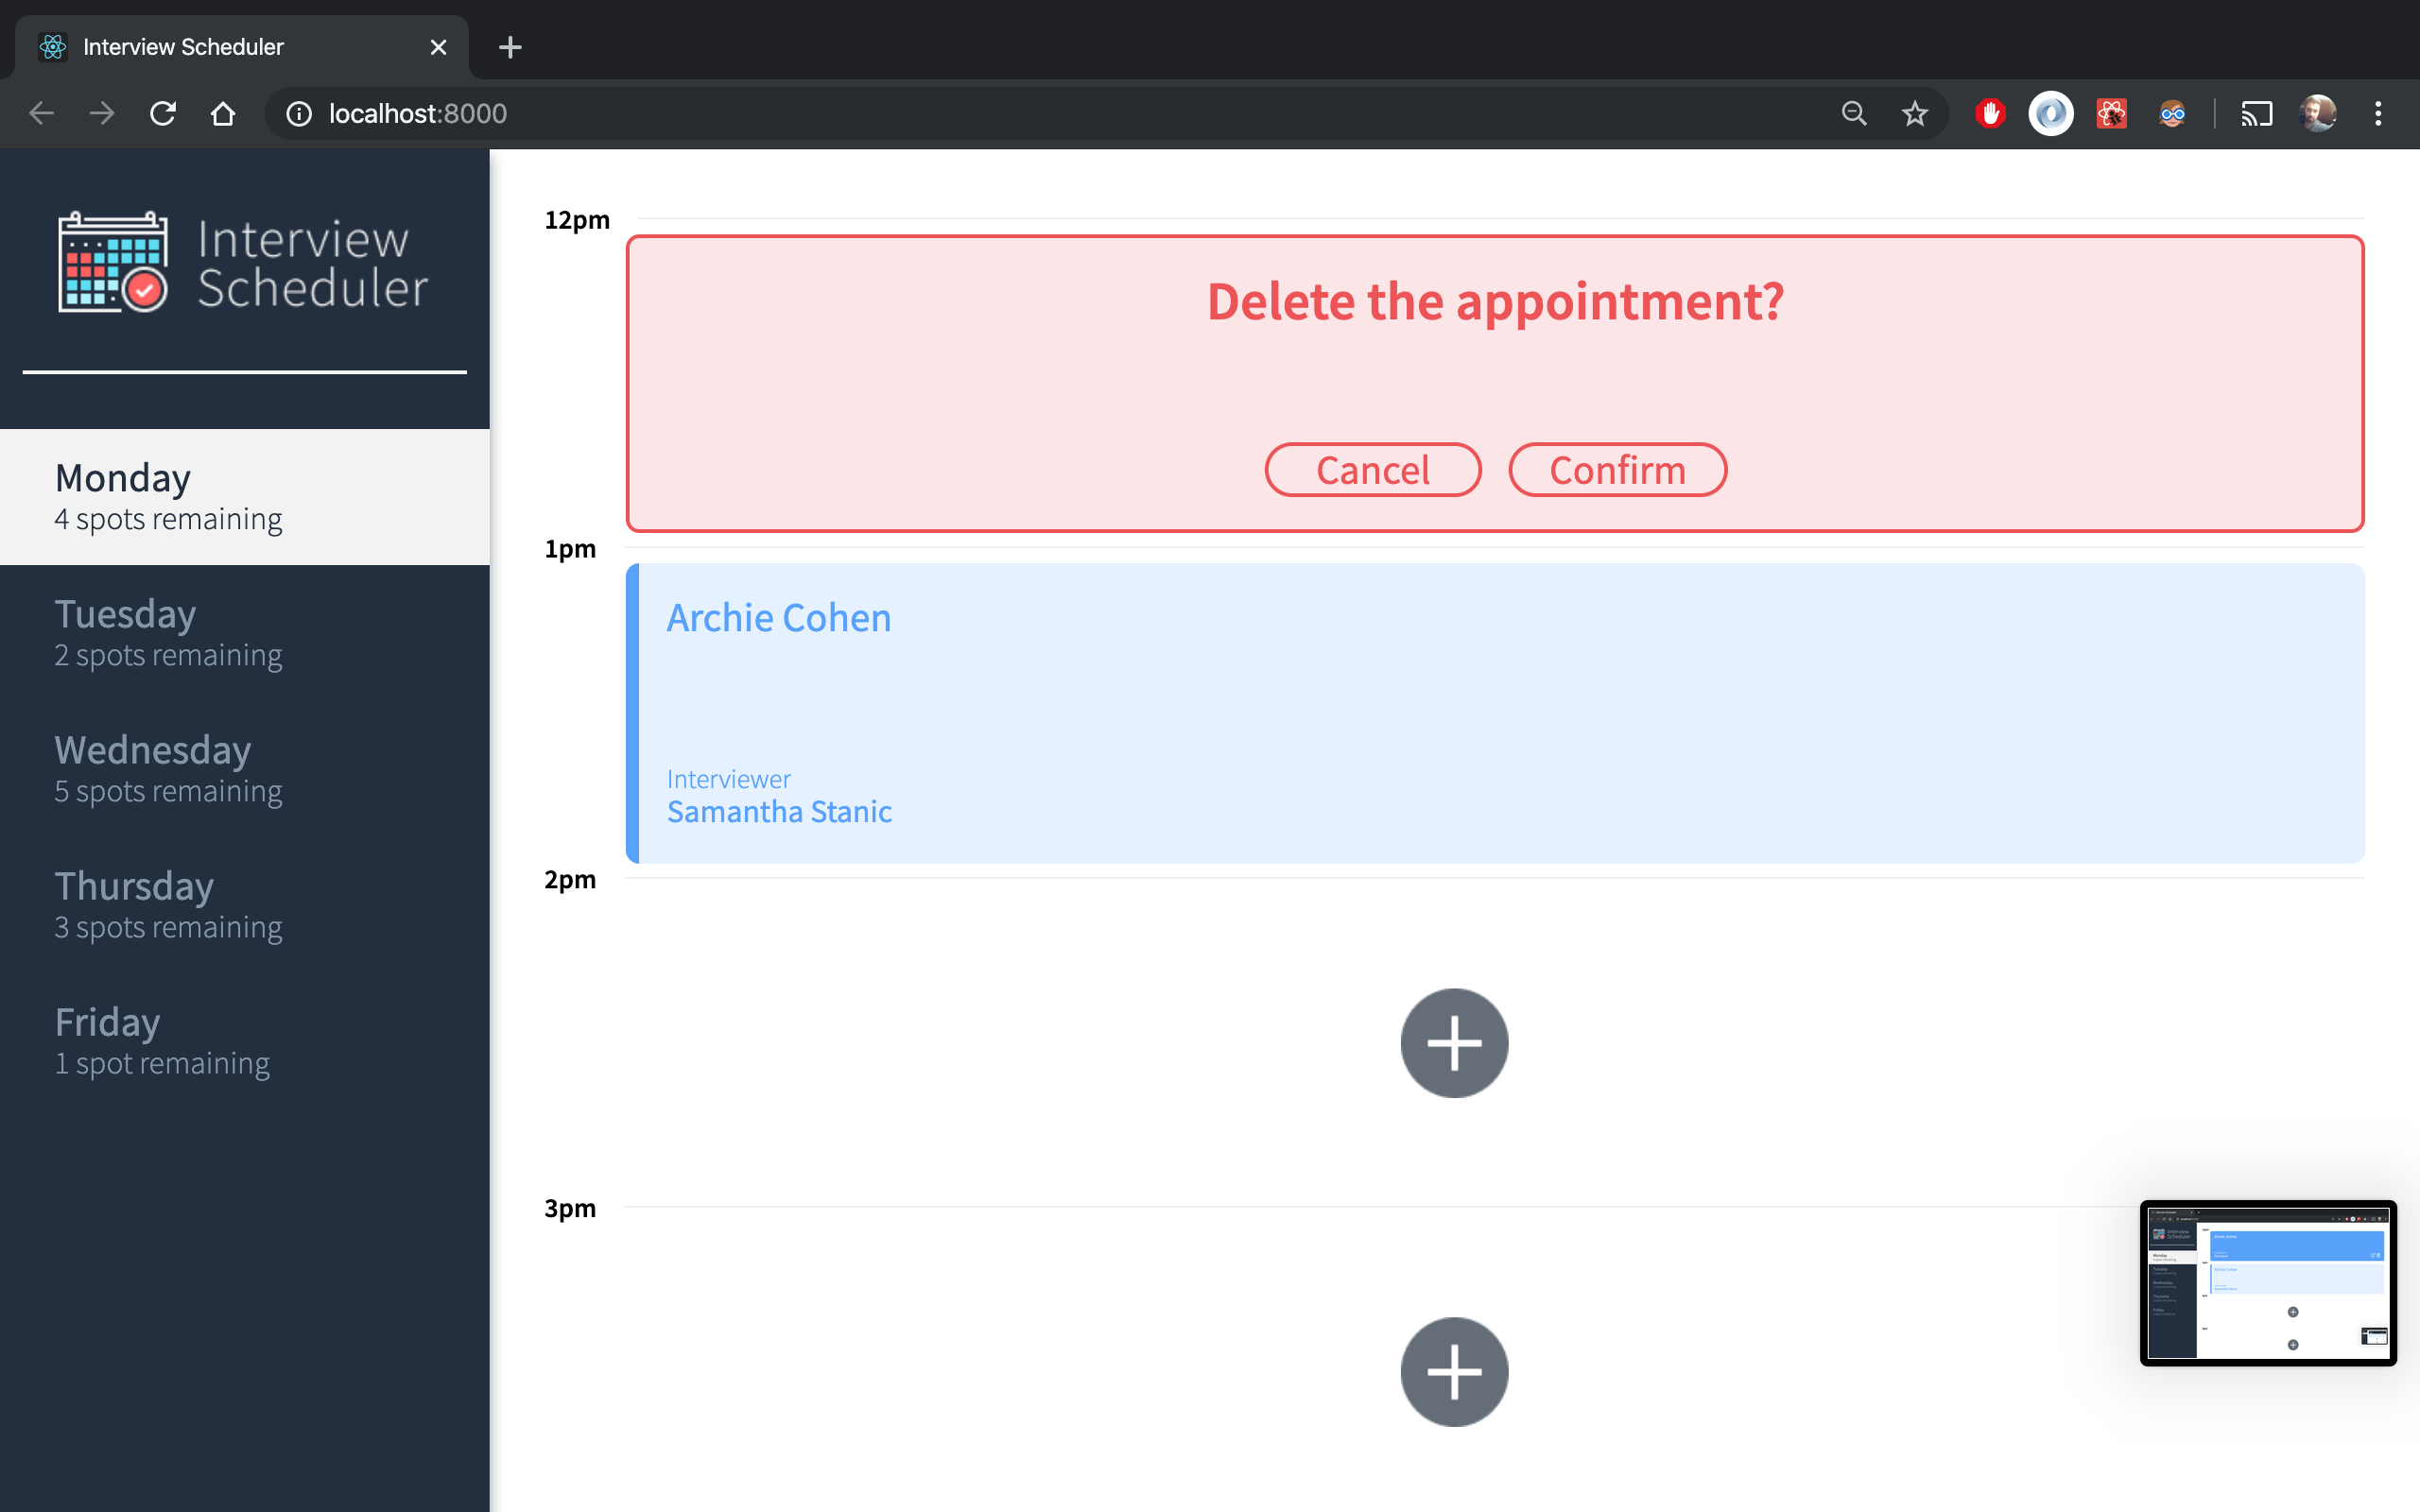 Interview Scheduler
localhost:8000
Interview
Scheduler
Monday
4 spots remaining
Tuesday
2 spots remaining
Wednesday
5 spots remaining
Thursday
3 spots remaining
Friday
1 spot remaining
12pm
Delete the appointment?
Cancel Confirm
1pm
Archie Cohen
Interviewer
Samantha Stanic
2pm
3pm